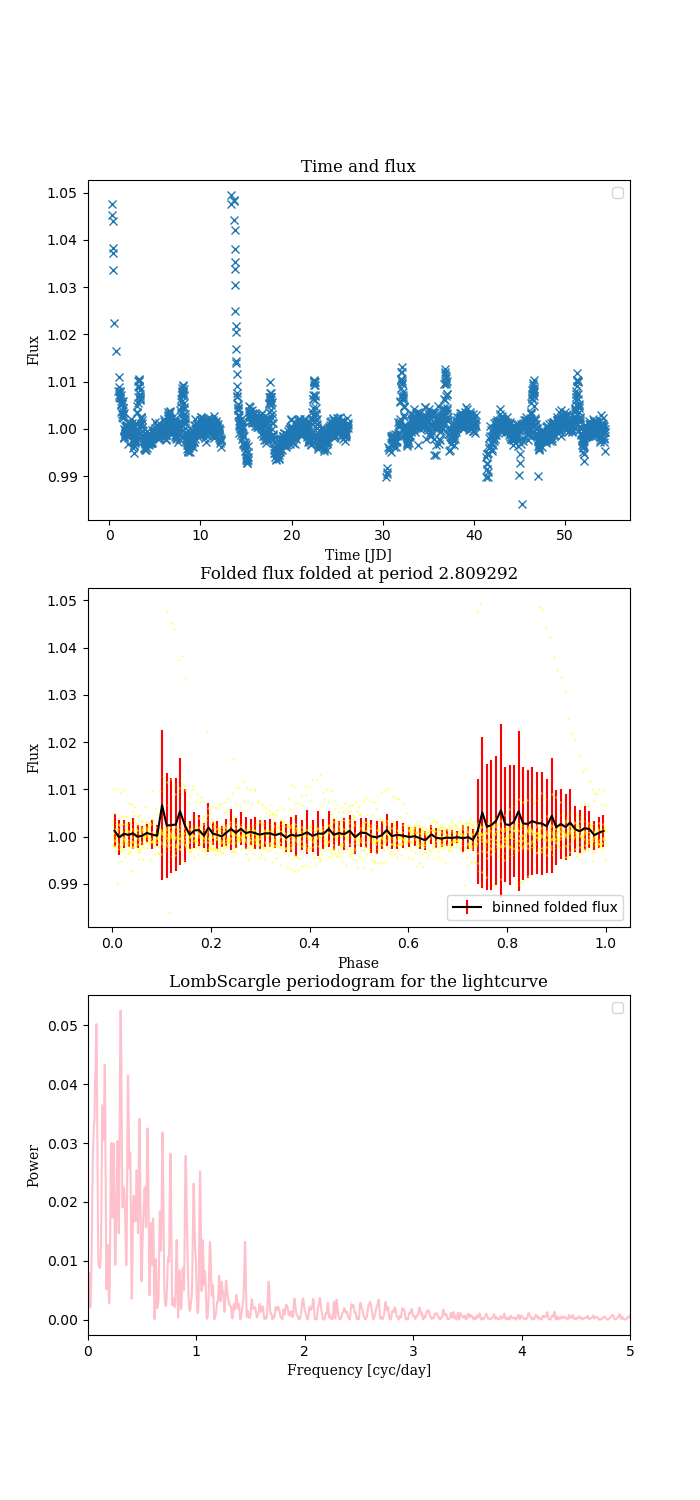 Time and flux
1.05
1.04
1.03
1.02
1.01
1.00
0.99
Flux
0 10 20 30 40 50
Time [JD]
Folded flux folded at period 2.809292
1.05
1.04
1.03
1.02
1.01
1.00
0.99
Flux
binned folded flux
0.0 0.2 0.4 0.6 0.8 1.0
Phase
LombScargle periodogram for the lightcurve
0.05
0.04
0.03
0.02
0.01
0.00
Power
0 1 2 3 4 5
Frequency [cyc/day]